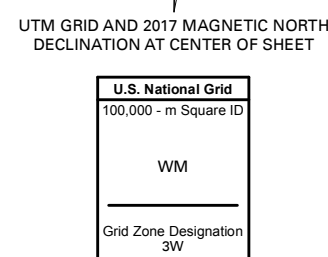 UTM GRID AND 2017 MAGNETIC NORTH
DECLINATION AT CENTER OF SHEET
U.S. National Grid
100,000 - m Square ID
WM
Grid Zone Designation
3W